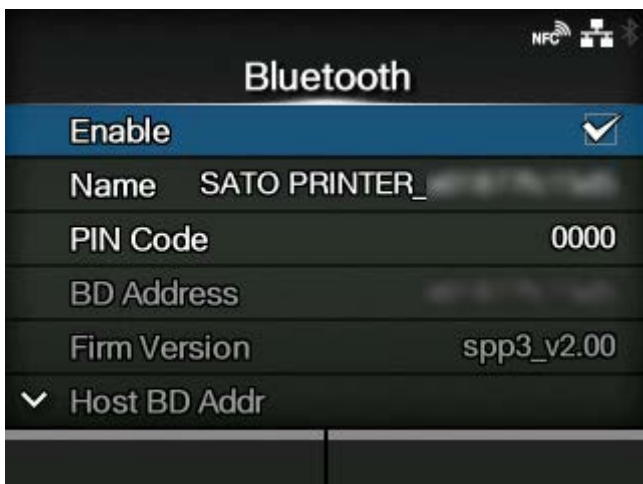 NFC
Bluetooth
Enable
Name SATO PRINTER_
PIN Code 0000
BD Address
Firm Version spp3_v2.00
Host BD Addr